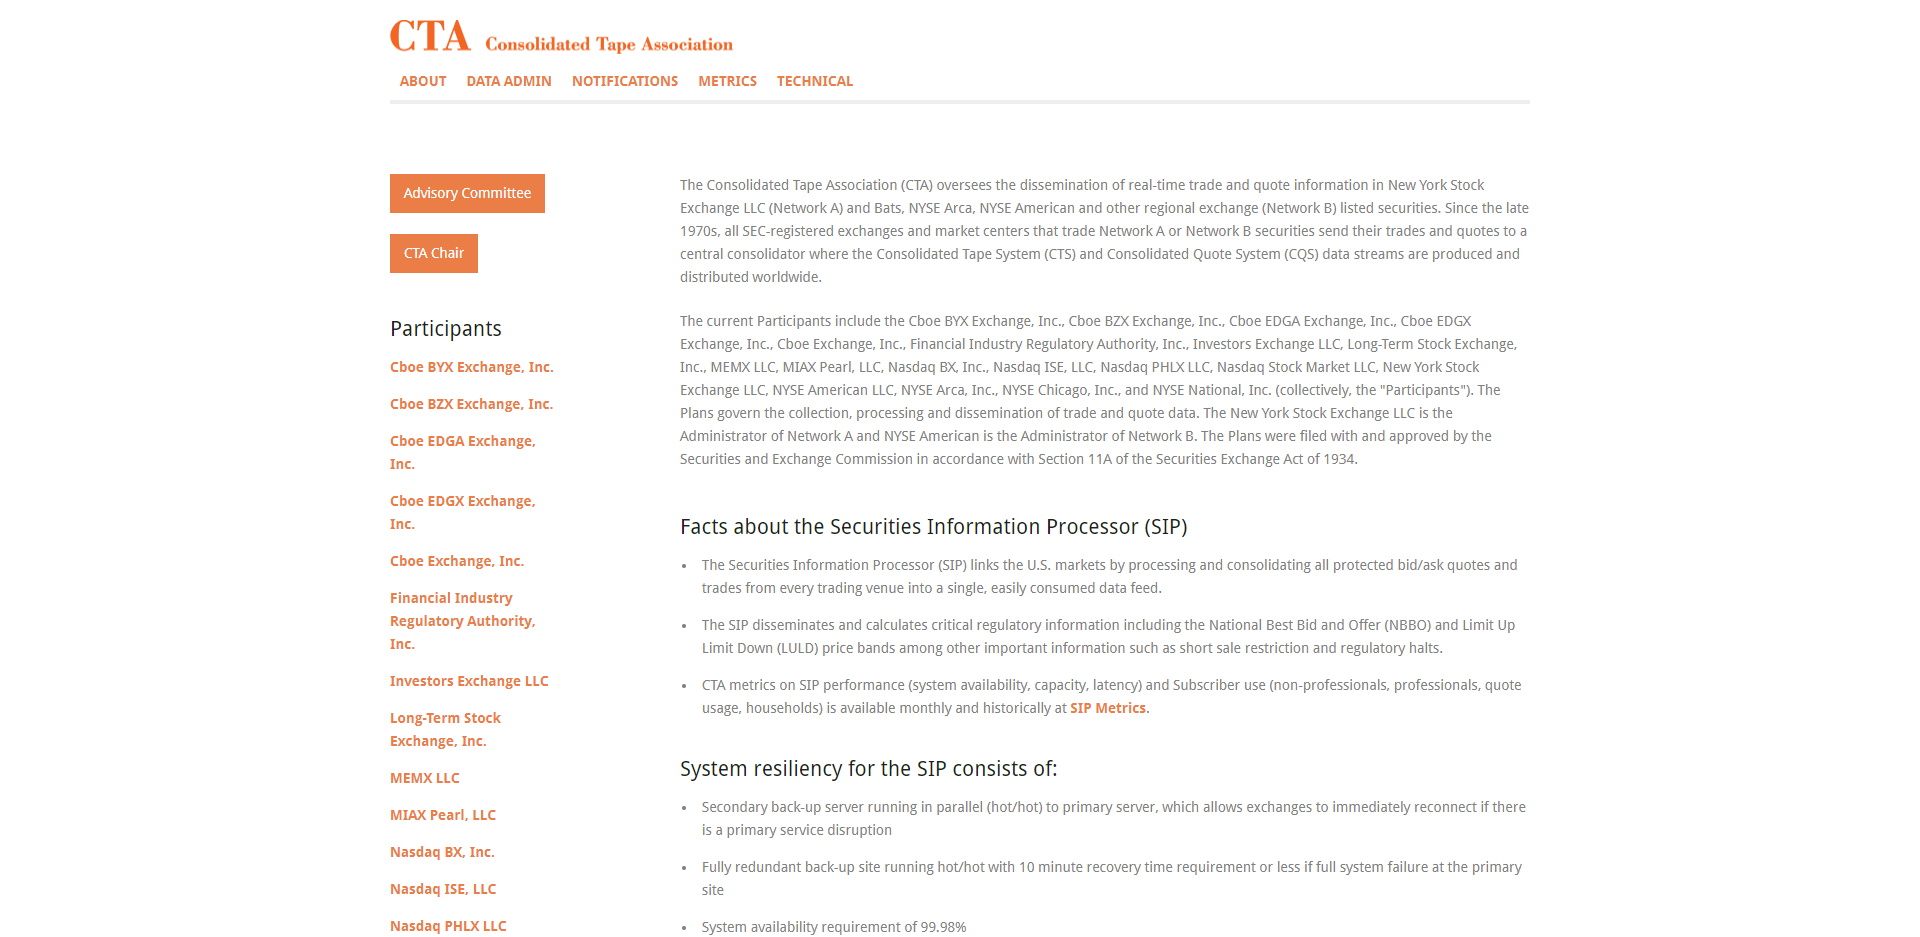 CTA Consolidated Tape Association
ABOUT DATA ADMIN NOTIFICATIONS METRICS TECHNICAL
Advisory Committee
CTA Chair
Participants
Cboe BYX Exchange, Inc.
Cboe BZX Exchange, Inc.
Cboe EDGA Exchange,
Inc.
Cboe EDGX Exchange,
Inc.
Cboe Exchange, Inc.
Financial Industry
Regulatory Authority,
Inc.
Investors Exchange LLC
Long-Term Stock
Exchange, Inc.
MEMX LLC
MIAX Pearl, LLC
Nasdaq BX, Inc.
Nasdaq ISE, LLC
Nasdaq PHLX LLC
The Consolidated Tape Association (CTA) oversees the dissemination of real-time trade and quote information in New York Stock
Exchange LLC (Network A) and Bats, NYSE Arca, NYSE American and other regional exchange (Network B) listed securities. Since the late
1970s, all SEC-registered exchanges and market centers that trade Network A or Network B securities send their trades and quotes to a
central consolidator where the Consolidated Tape System (CTS) and Consolidated Quote System (CQS) data streams are produced and
distributed worldwide.
The current Participants include the Cboe BYX Exchange, Inc., Cboe BZX Exchange, Inc., Cboe EDGA Exchange, Inc., Cboe EDGX
Exchange, Inc., Cboe Exchange, Inc., Financial Industry Regulatory Authority, Inc., Investors Exchange LLC, Long-Term Stock Exchange,
Inc., MEMX LLC, MIAX Pearl, LLC, Nasdaq BX, Inc., Nasdaq ISE, LLC, Nasdaq PHLX LLC, Nasdaq Stock Market LLC, New York Stock
Exchange LLC, NYSE American LLC, NYSE Arca, Inc., NYSE Chicago, Inc., and NYSE National, Inc. (collectively, the "Participants"). The
Plans govern the collection, processing and dissemination of trade and quote data. The New York Stock Exchange LLC is the
Administrator of Network A and NYSE American is the Administrator of Network B. The Plans were filed with and approved by the
Securities and Exchange Commission in accordance with Section 11A of the Securities Exchange Act of 1934.
Facts about the Securities Information Processor (SIP)
• The Securities Information Processor (SIP) links the U.S. markets by processing and consolidating all protected bid/ask quotes and
trades from every trading venue into a single, easily consumed data feed.
• The SIP disseminates and calculates critical regulatory information including the National Best Bid and Offer (NBBO) and Limit Up
Limit Down (LULD) price bands among other important information such as short sale restriction and regulatory halts.
• CTA metrics on SIP performance (system availability, capacity, latency) and Subscriber use (non-professionals, professionals, quote
usage, households) is available monthly and historically at SIP Metrics.
System resiliency for the SIP consists of:
• Secondary back-up server running in parallel (hot/hot) to primary server, which allows exchanges to immediately reconnect if there
is a primary service disruption
• Fully redundant back-up site running hot/hot with 10 minute recovery time requirement or less if full system failure at the primary
site
• System availability requirement of 99.98%